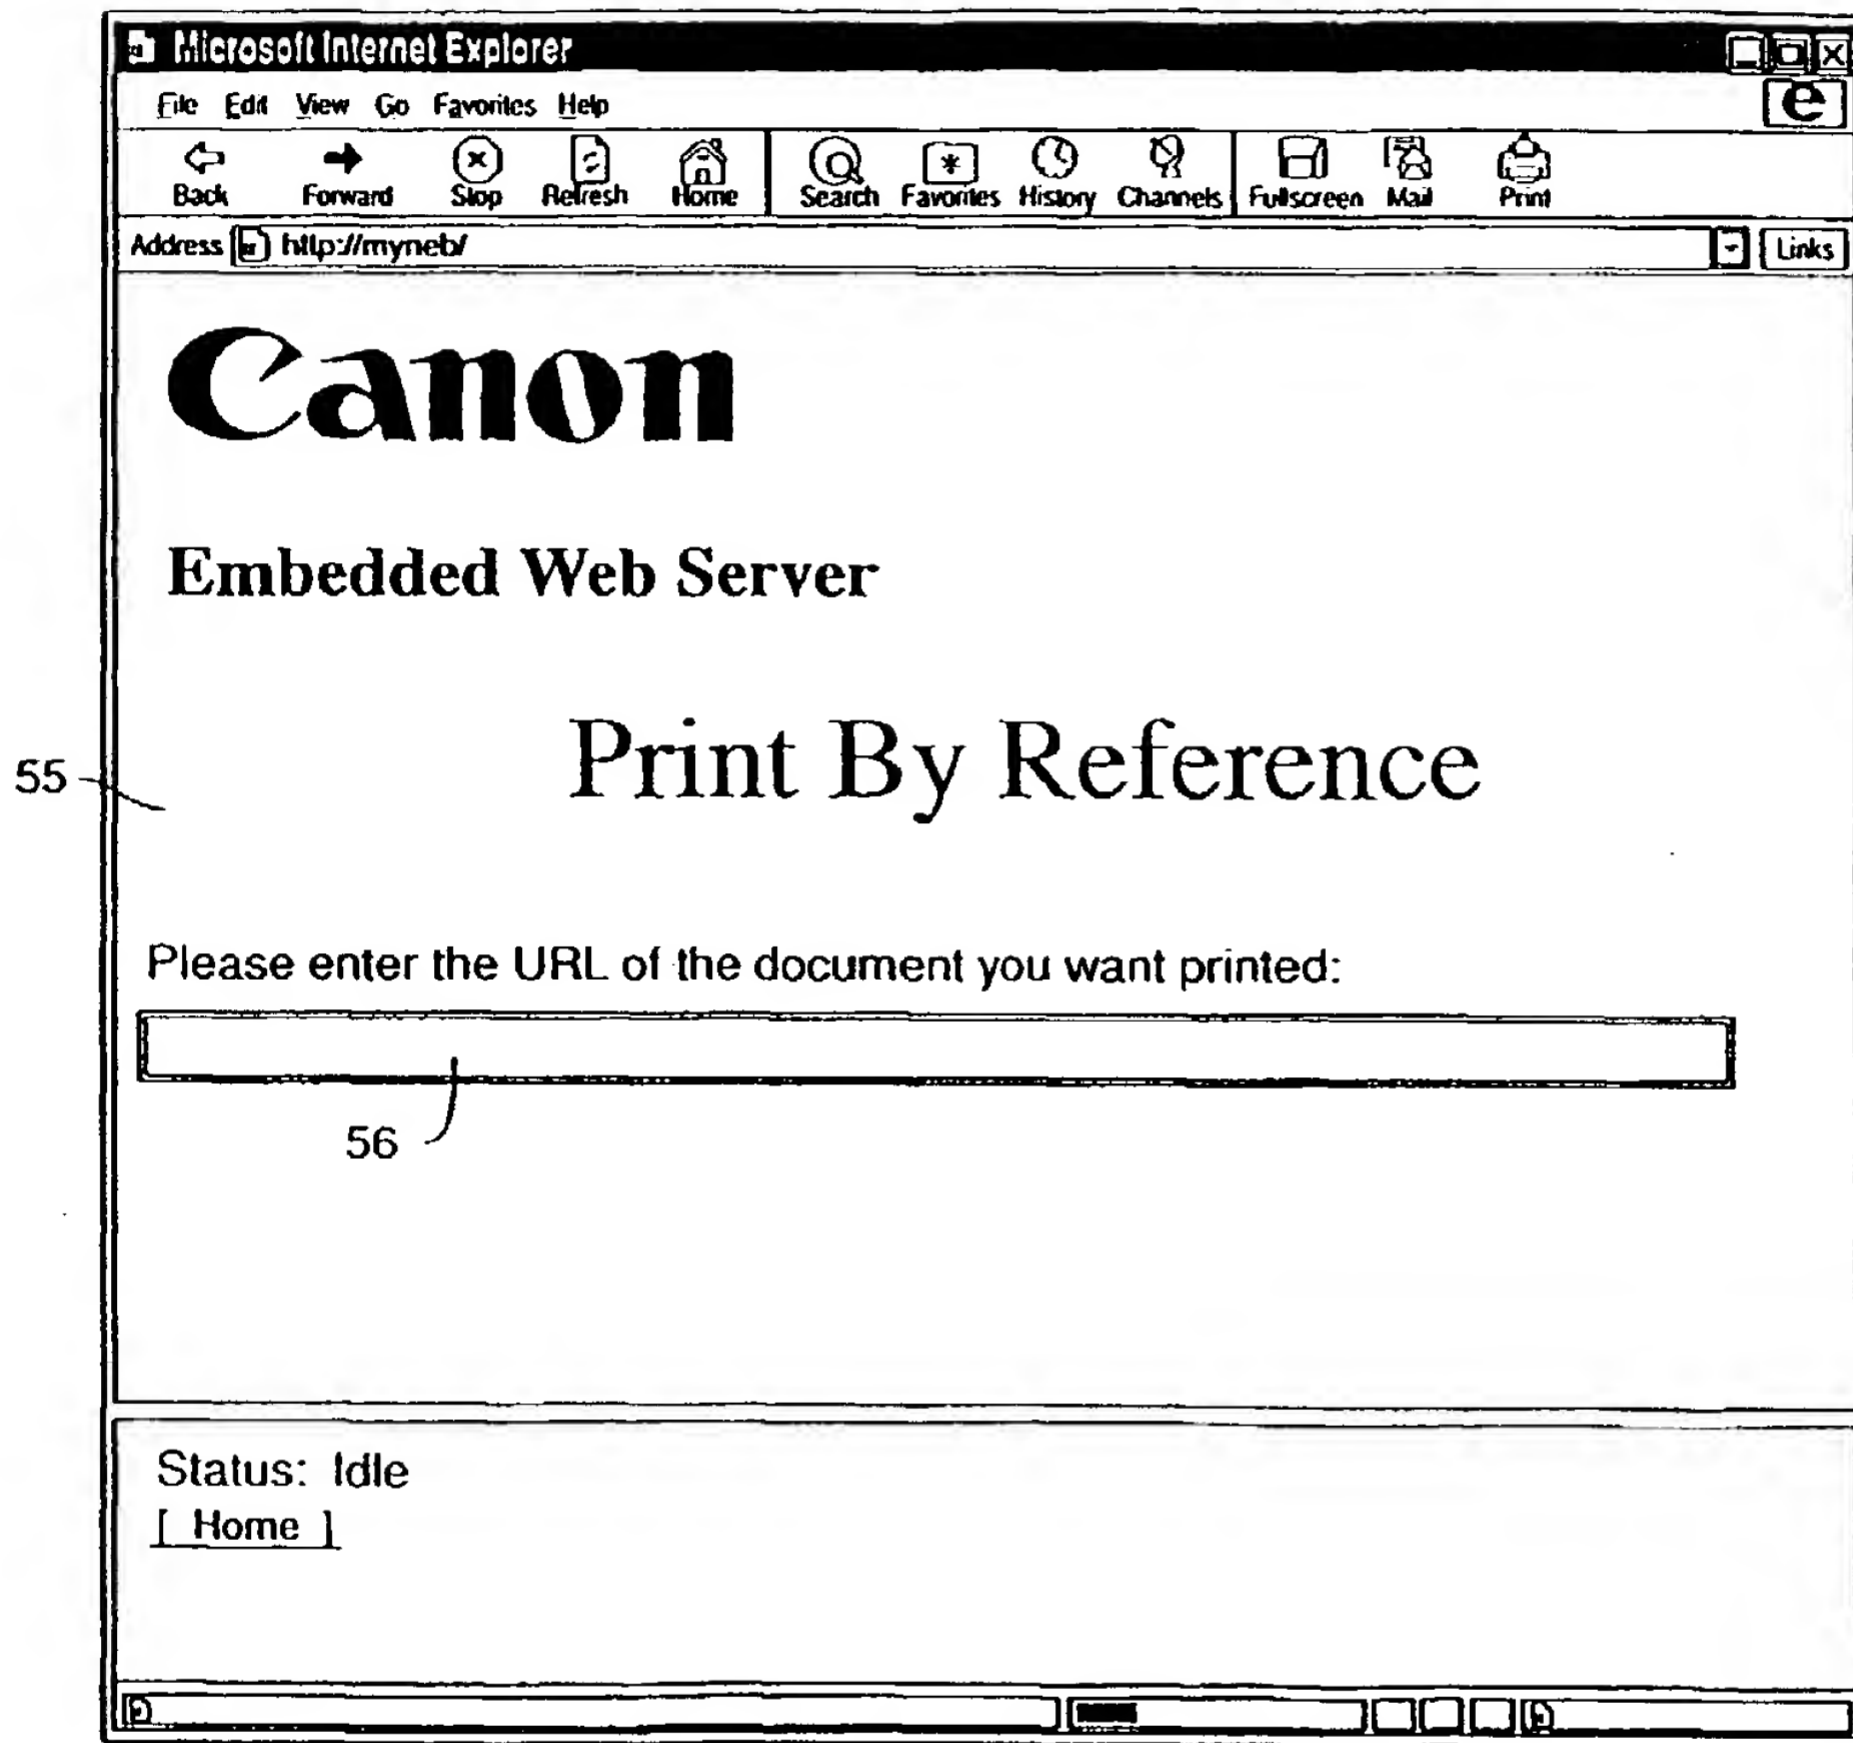 Microsoft Internet Explorer
File Edit View Go Favorites Help
e
Back Forward Stop Refresh Home Search Favorites History Channels Fullscreen Mail Print
Address http://myneb/ Links
Canon
Embedded Web Server
Print By Reference
55
Please enter the URL of the document you want printed:
56
Status: Idle
[ Home ]